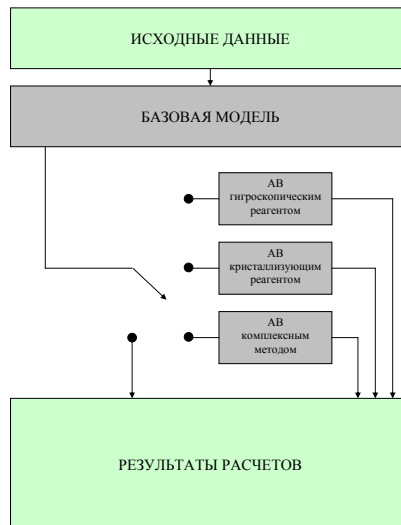 ИСХОДНЫЕ ДАННЫЕ
БАЗОВАЯ МОДЕЛЬ
АВ
гигроскопическим
реагентом
АВ
кристаллизующим
реагентом
АВ
комплексным
методом
РЕЗУЛЬТАТЫ РАСЧЕТОВ